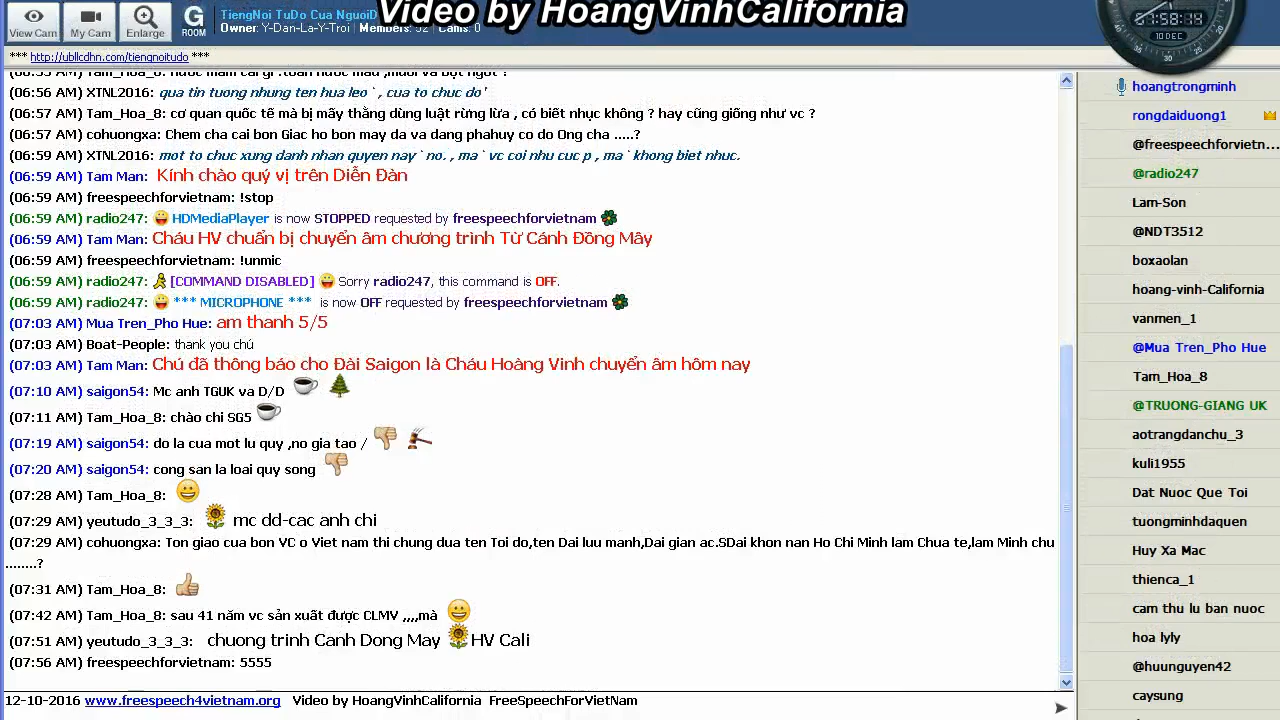 Video by HoangVinhCalifornia
View Cam
My Cam
Enlarge
G
ROOM
TiengNoi TuDo Cua NguoiD
Owner: Y-Dan-La-Y-Troi | Members: 52 Cams: 0
07:58:19
10 DEC
30
*** http://ubllcdhn.com/tiengnoitudo ***
(06:56 AM) XTNL2016: qua tin tuong nhung ten hua leo` , cua to chuc do'
(06:57 AM) Tam_Hoa_8: cơ quan quốc tế mà bị mấy thằng dùng luật rừng lừa , có biết nhục không ? hay cũng giống như vc ?
(06:57 AM) cohuongxa: Chem cha cai bon Giac ho bon may da va dang phahuy co do Ong cha .....?
(06:59 AM) XTNL2016: mot to chuc xung danh nhan quyen nay` no. , ma` vc coi nhu cuc p , ma` khong biet nhuc.
(06:59 AM) Tam Man: Kính chào quý vị trên Diễn Đàn
(06:59 AM) freespeechforvietnam: !stop
(06:59 AM) radio247: HDMediaPlayer is now STOPPED requested by freespeechforvietnam
(06:59 AM) Tam Man: Cháu HV chuẩn bị chuyển âm chương trình Từ Cánh Đồng Mây
(06:59 AM) freespeechforvietnam: !unmic
(06:59 AM) radio247: [COMMAND DISABLED] Sorry radio247, this command is OFF.
(06:59 AM) radio247: *** MICROPHONE *** is now OFF requested by freespeechforvietnam
(07:03 AM) Mua Tren_Pho Hue: am thanh 5/5
(07:03 AM) Boat-People: thank you chú
(07:03 AM) Tam Man: Chú đã thông báo cho Đài Saigon là Cháu Hoàng Vinh chuyển âm hôm nay
(07:10 AM) saigon54: Mc anh TGUK va D/D
(07:11 AM) Tam_Hoa_8: chào chi SG5
(07:19 AM) saigon54: do la cua mot lu quy ,no gia tao /
(07:20 AM) saigon54: cong san la loai quy song
(07:28 AM) Tam_Hoa_8:
(07:29 AM) yeutudo_3_3_3: mc dd-cac anh chi
(07:29 AM) cohuongxa: Ton giao cua bon VC o Viet nam thi chung dua ten Toi do,ten Dai luu manh,Dai gian ac.SDai khon nan Ho Chi Minh lam Chua te,lam Minh chu
........?
(07:31 AM) Tam_Hoa_8:
(07:42 AM) Tam_Hoa_8: sau 41 năm vc sản xuất được CLMV ,,,,mà
(07:51 AM) yeutudo_3_3_3: chuong trinh Canh Dong May HV Cali
(07:56 AM) freespeechforvietnam: 5555
12-10-2016 www.freespeech4vietnam.org Video by HoangVinhCalifornia FreeSpeechForVietNam
hoangtrongminh
rongdaiduong1
@freespeechforvietn...
@radio247
Lam-Son
@NDT3512
boxaolan
hoang-vinh-California
vanmen_1
@Mua Tren_Pho Hue
Tam_Hoa_8
@TRUONG-GIANG UK
aotrangdanchu_3
kuli1955
Dat Nuoc Que Toi
tuongminhdaquen
Huy Xa Mac
thienca_1
cam thu lu ban nuoc
hoa lyly
@huunguyen42
caysung